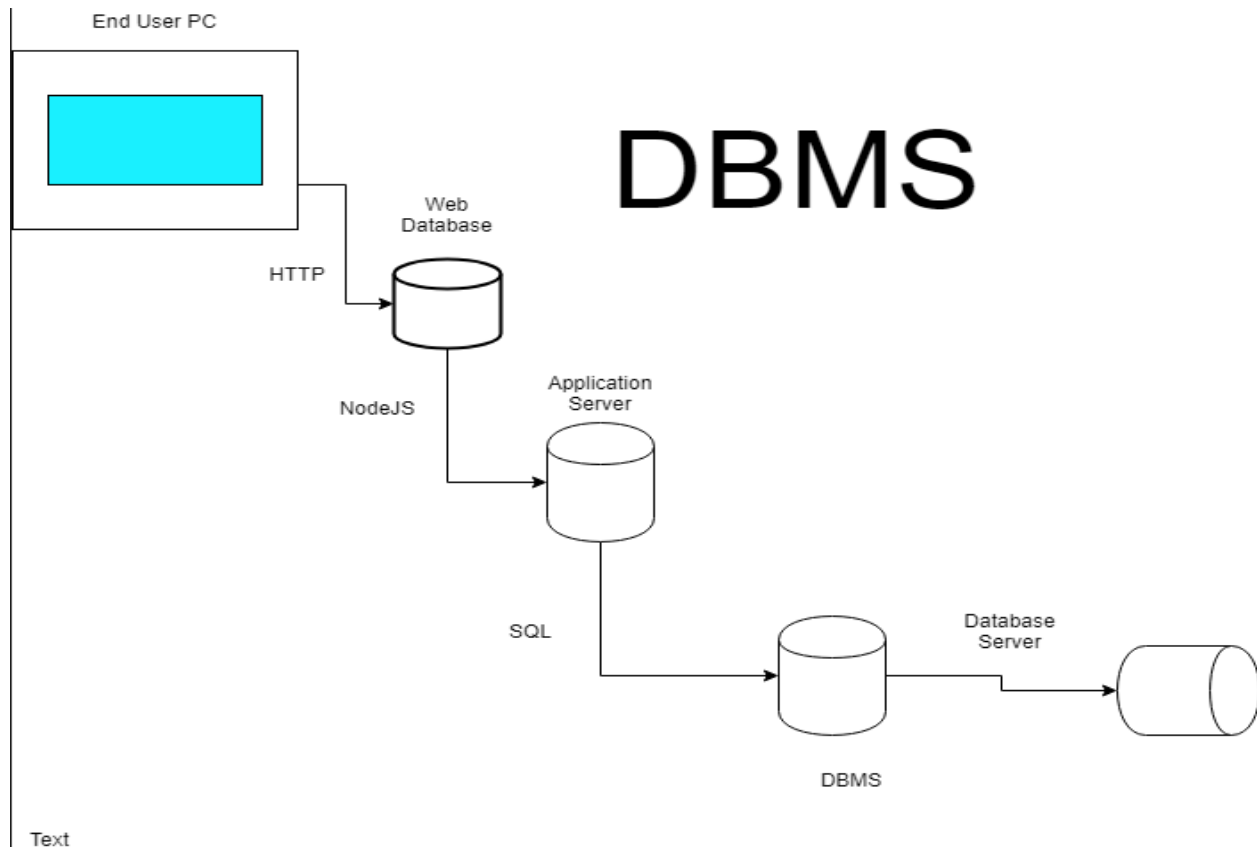 End User PC
DBMS
Web
Database
HTTP
Application
Server
NodeJS
Database
Server
SQL
DBMS
Text